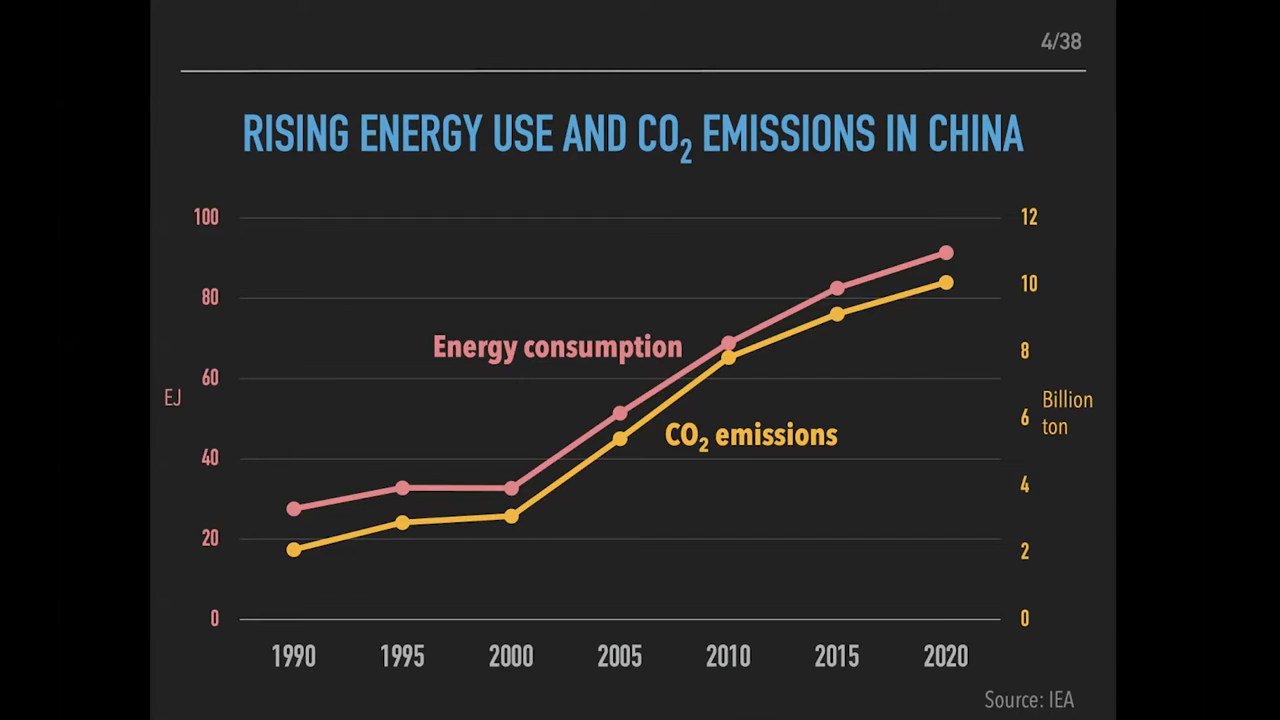 4/38
RISING ENERGY USE AND CO₂ EMISSIONS IN CHINA
100
80
60
40
20
0
EJ
Energy consumption
CO₂ emissions
12
10
8
6
4
2
0
Billion
ton
1990 1995 2000 2005 2010 2015 2020
Source: IEA